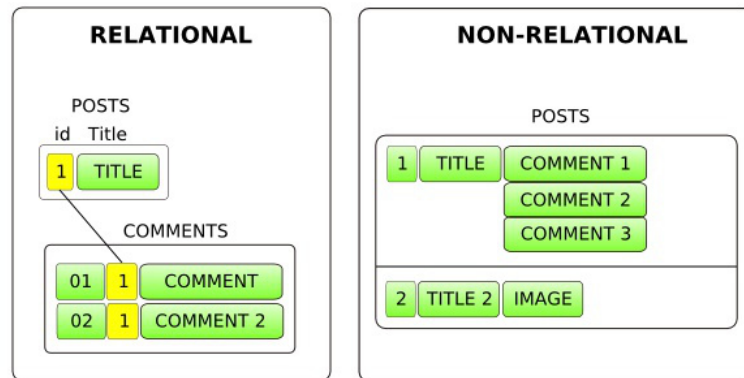 RELATIONAL
POSTS
id Title
1 TITLE
COMMENTS
01 1 COMMENT
02 1 COMMENT 2
NON-RELATIONAL
POSTS
1 TITLE COMMENT 1
COMMENT 2
COMMENT 3
2 TITLE 2 IMAGE